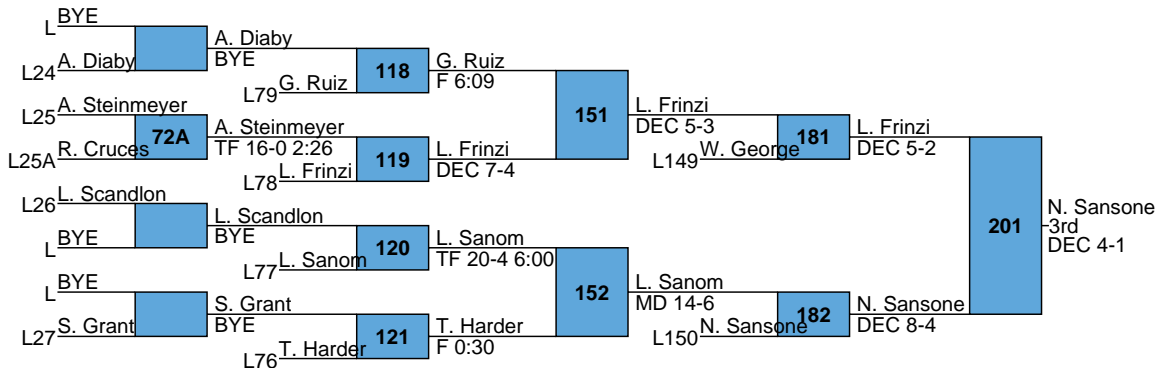 BYE
L
A. Diaby
BYE
L24 A. Diaby
118
G. Ruiz
F 6:09
L79 G. Ruiz
L25 A. Steinmeyer
72A
A. Steinmeyer
TF 16-0 2:26
L25A R. Cruces
119
L. Frinzi
DEC 7-4
L78 L. Frinzi
151
L. Frinzi
DEC 5-3
181
L. Frinzi
DEC 5-2
L149 W. George
L26 L. Scandlon
L. Scandlon
BYE
L BYE
120
L. Sanom
TF 20-4 6:00
L77 L. Sanom
152
L. Sanom
MD 14-6
L BYE
S. Grant
BYE
L27 S. Grant
121
T. Harder
F 0:30
L76 T. Harder
182
N. Sansone
DEC 8-4
L150 N. Sansone
201
N. Sansone
3rd
DEC 4-1